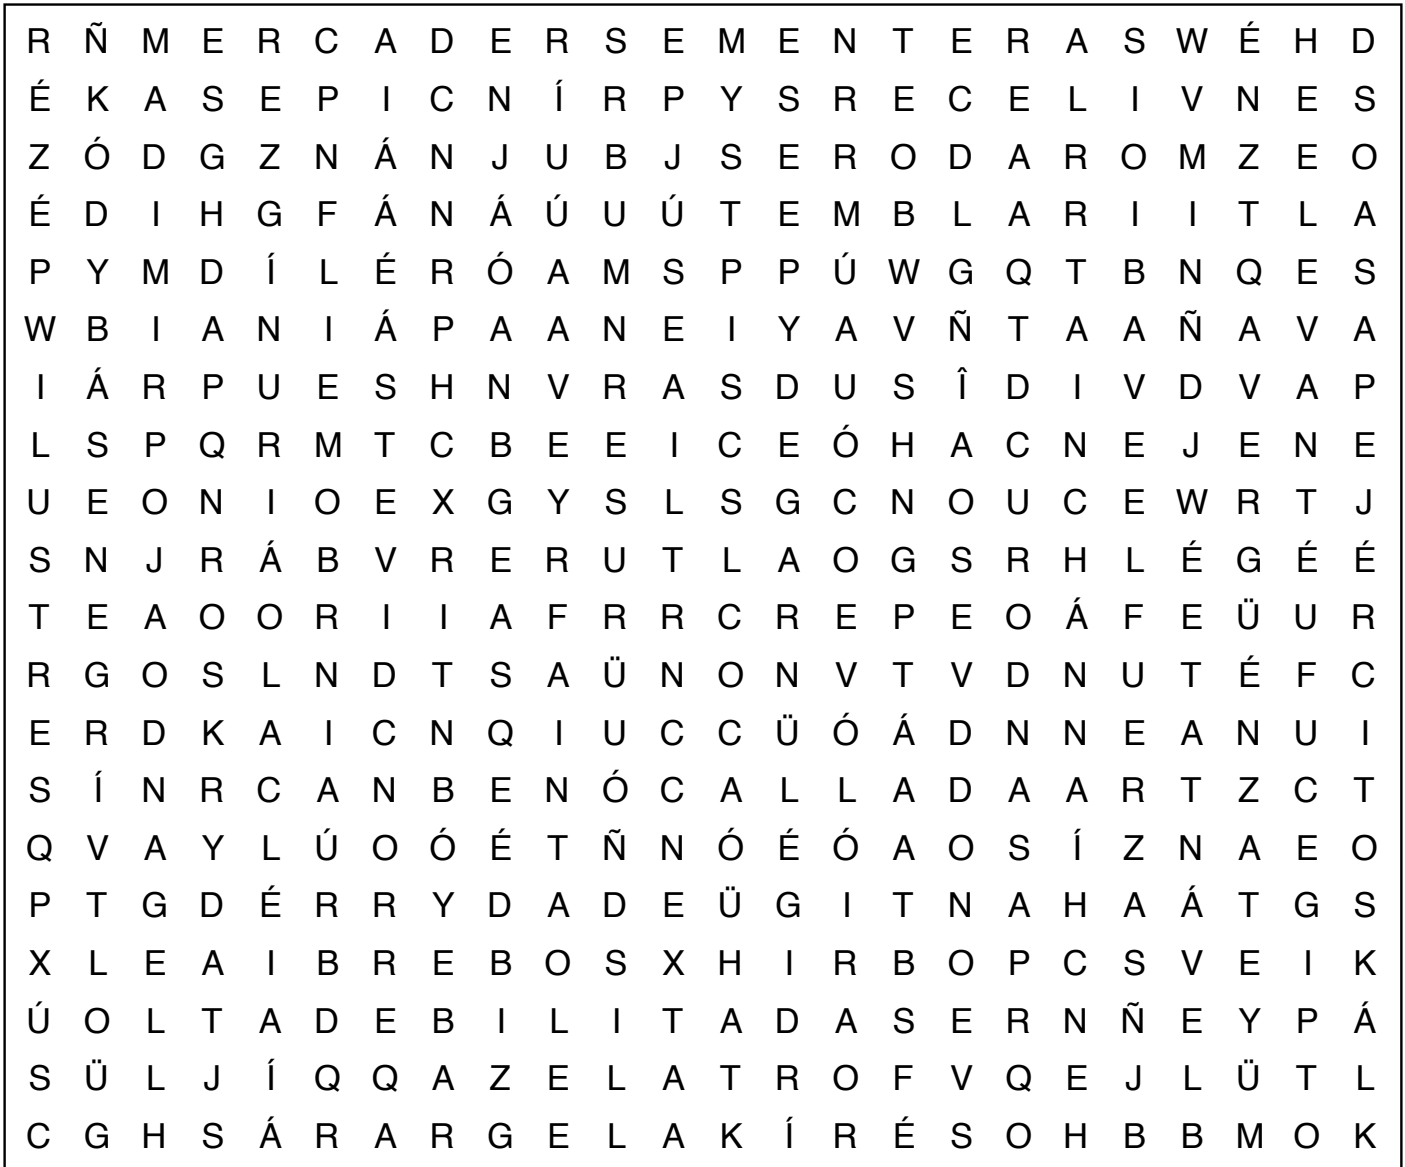 R Ñ M E R C A D E R S E M E N T E R A S W É H D
É K A S E P I C N Í R P Y S R E C E L I V N E S
Z Ó D G Z N Á N J U B J S E R O D A R O M Z E O
É D I H G F Á N Á Ú U Ú T E M B L A R I I T L A
P Y M D Í L É R Ó A M S P P Ú W G Q T B N Q E S
W B I A N I Á P A A N E I Y A V Ñ T A A Ñ A V A
I Á R P U E S H N V R A S D U S Î D I V D V A P
L S P Q R M T C B E E I C E Ó H A C N E J E N E
U E O N I O E X G Y S L S G C N O U C E W R T J
S N J R Á B V R E R U T L A O G S R H L É G É É
T E A O O R I I A F R R C R E P E O Á F E Ü U R
R G O S L N D T S A Ü N O N V T V D N U T É F C
E R D K A I C N Q I U C C Ü Ó Á D N N E A N U I
S Í N R C A N B E N Ó C A L L A D A A R T Z C T
Q V A Y L Ú O Ó É T Ñ N Ó É Ó A O S Í Z N A E O
P T G D É R R Y D A D E Ü G I T N A H A Á T G S
X L E A I B R E B O S X H I R B O P C S V E I K
Ú O L T A D E B I L I T A D A S E R N Ñ E Y P Á
S Ü L J Í Q Q A Z E L A T R O F V Q E J L Ü T L
C G H S Á R A R G E L A K Í R É S O H B B M O K